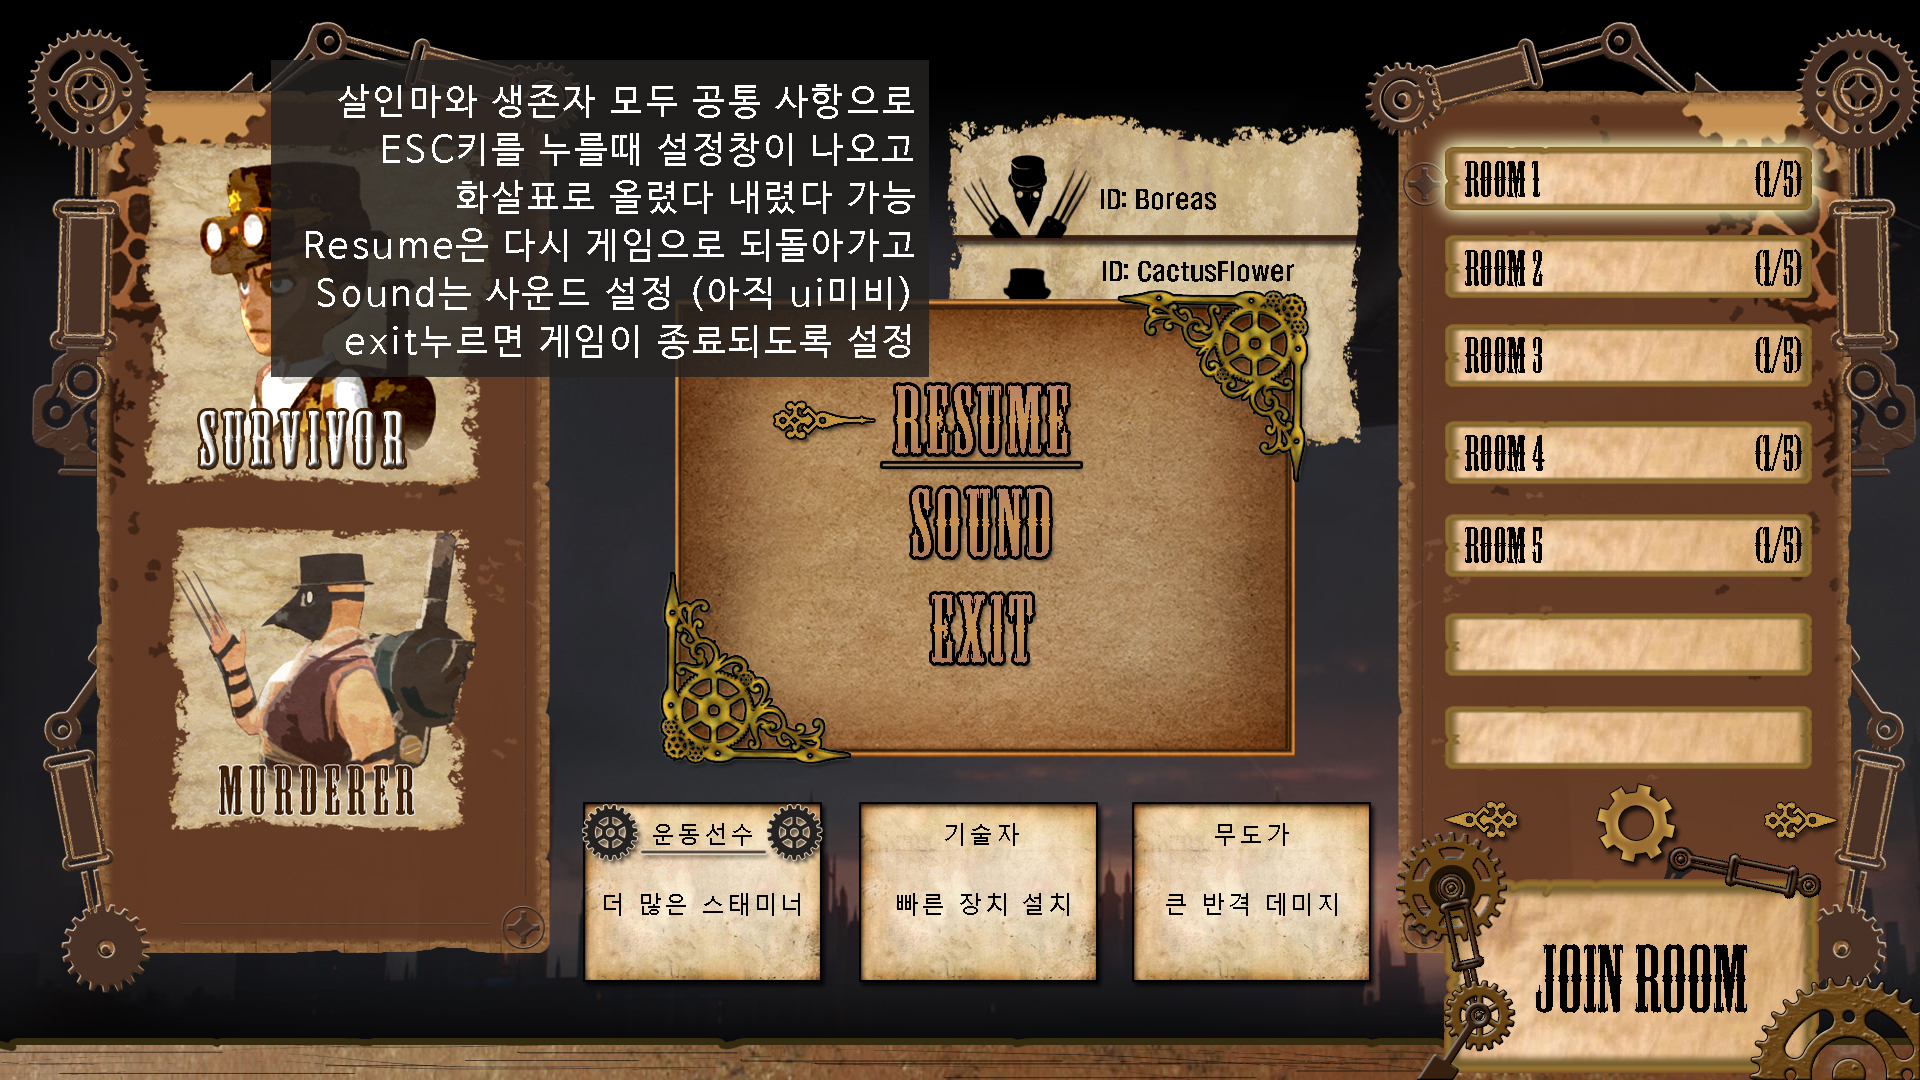 살인마와 생존자 모두 공통 사항으로
ESC키를 누를때 설정창이 나오고
화살표로 올렸다 내렸다 가능
Resume은 다시 게임으로 되돌아가고
Sound는 사운드 설정 (아직 ui미비)
exit누르면 게임이 종료되도록 설정
SURVIVOR
MURDERER
ID: Boreas
ID: CactusFlower
RESUME
SOUND
EXIT
운동선수
더 많은 스태미너
기술자
빠른 장치 설치
무도가
큰 반격 데미지
ROOM 1 (1/5)
ROOM 2 (1/5)
ROOM 3 (1/5)
ROOM 4 (1/5)
ROOM 5 (1/5)
JOIN ROOM